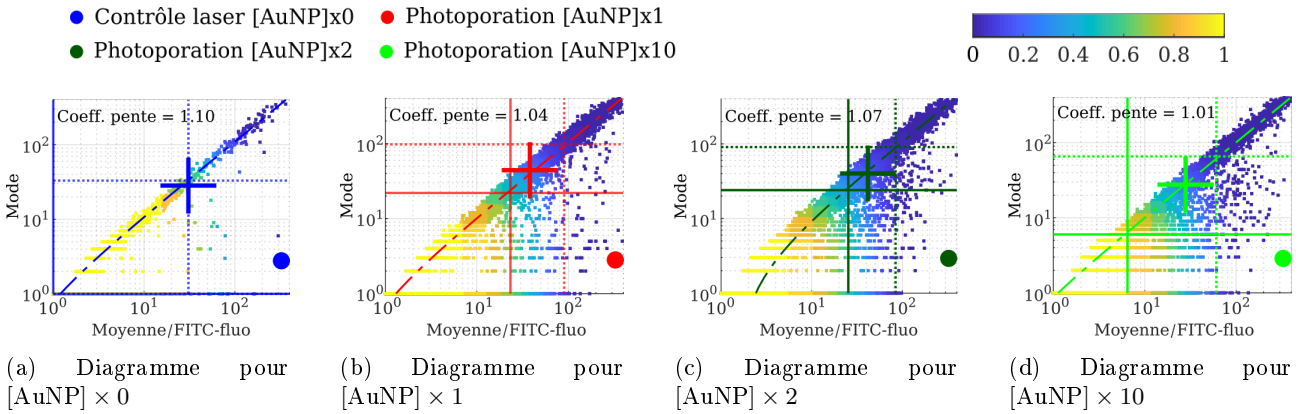 Contrôle laser [AuNP]x0
Photoporation [AuNP]x1
Photoporation [AuNP]x2
Photoporation [AuNP]x10
0 0.2 0.4 0.6 0.8 1
Coeff. pente = 1.10
Mode
10² 10¹ 10⁰
10⁰ 10¹ 10²
Moyenne/FITC-fluo
Coeff. pente = 1.04
Mode
10² 10¹ 10⁰
10⁰ 10¹ 10²
Moyenne/FITC-fluo
Coeff. pente = 1.07
Mode
10² 10¹ 10⁰
10⁰ 10¹ 10²
Moyenne/FITC-fluo
Coeff. pente = 1.01
Mode
10² 10¹ 10⁰
10⁰ 10¹ 10²
Moyenne/FITC-fluo
(a) Diagramme pour
[AuNP] × 0
(b) Diagramme pour
[AuNP] × 1
(c) Diagramme pour
[AuNP] × 2
(d) Diagramme pour
[AuNP] × 10